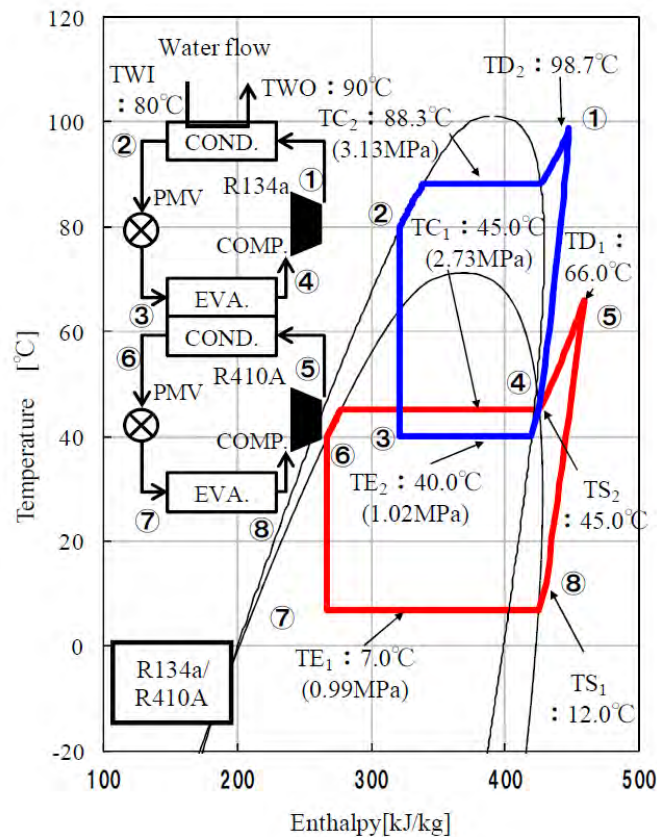 120
100
80
60
40
20
0
-20
Temperature [℃]
Water flow
TWI
：80℃
TWO：90℃
②
COND.
①
R134a
PMV
COMP.
③
EVA.
④
⑥
COND.
⑤
R410A
PMV
COMP.
⑦
EVA.
⑧
R134a/
R410A
TD₂：98.7℃
①
TC₂：88.3℃
(3.13MPa)
②
TC₁：45.0℃
(2.73MPa)
TD₁：
66.0℃
⑤
④
③
⑥
TE₂：40.0℃
(1.02MPa)
TS₂
：45.0℃
⑧
⑦
TE₁：7.0℃
(0.99MPa)
TS₁
：12.0℃
100
200
300
400
500
Enthalpy[kJ/kg]